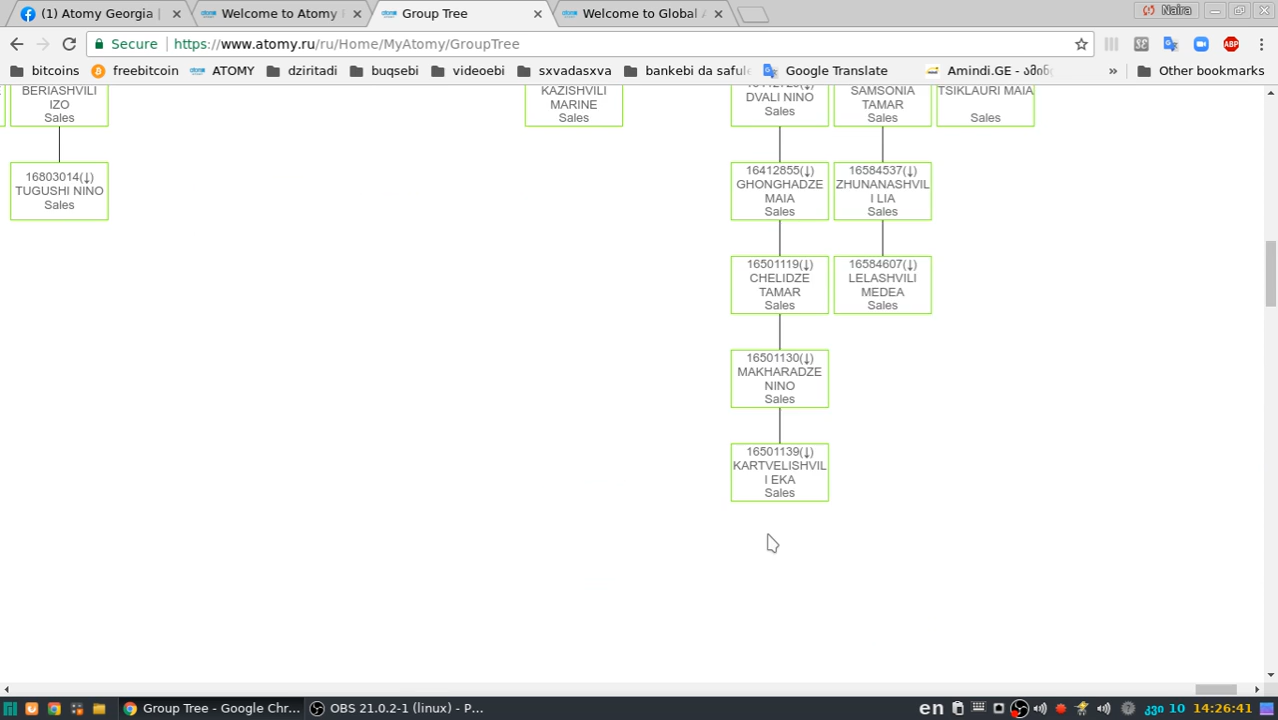 (1) Atomy Georgia |
Welcome to Atomy
Group Tree
Welcome to Global
Naira
Secure
https://www.atomy.ru/ru/Home/MyAtomy/GroupTree
bitcoins
freebitcoin
ATOMY
dziritadi
buqsebi
videoebi
sxvadasxva
bankebi da safule
Google Translate
Amindi.GE - ამინდ
»
Other bookmarks
BERIASHVILI
IZO
Sales
KAZISHVILI
MARINE
Sales
DVALI NINO
Sales
SAMSONIA
TAMAR
Sales
TSIKLAURI MAIA
Sales
16803014(↓)
TUGUSHI NINO
Sales
16412855(↓)
GHONGHADZE
MAIA
Sales
16584537(↓)
ZHUNANASHVIL
I LIA
Sales
16501119(↓)
CHELIDZE
TAMAR
Sales
16584607(↓)
LELASHVILI
MEDEA
Sales
16501130(↓)
MAKHARADZE
NINO
Sales
16501139(↓)
KARTVELISHVIL
I EKA
Sales
Group Tree - Google Chr...
OBS 21.0.2-1 (linux) - P...
en
კვი 10
14:26:41